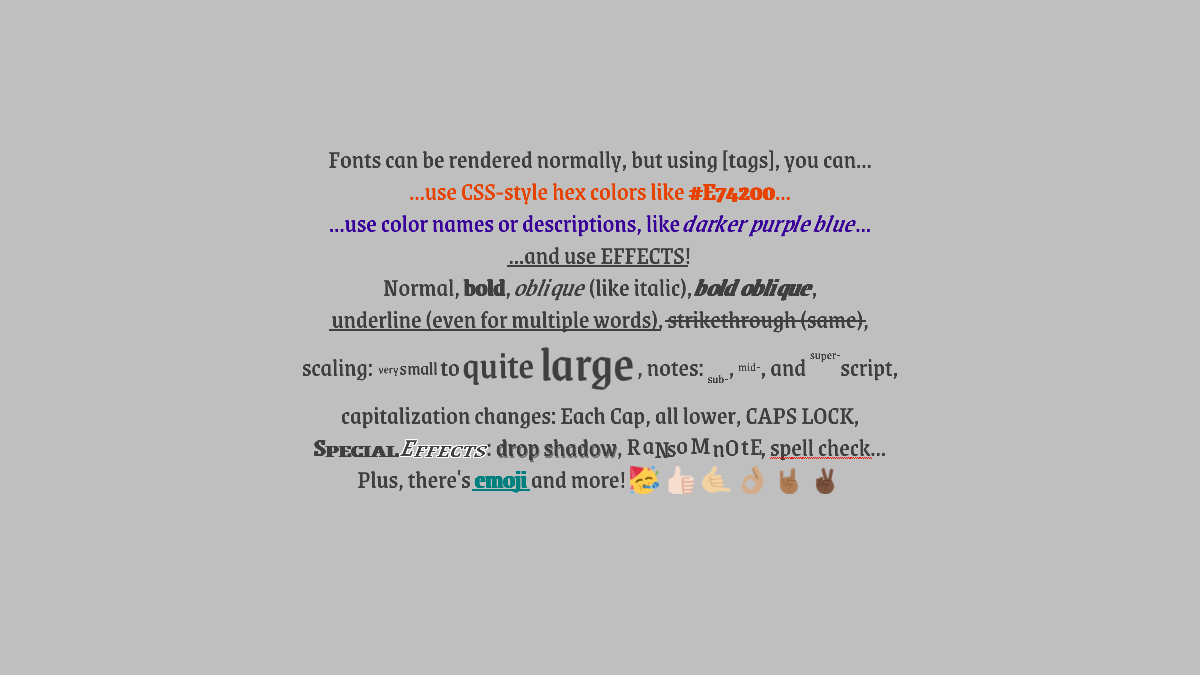 Fonts can be rendered normally, but using [tags], you can...
...use CSS-style hex colors like #E74200...
...use color names or descriptions, like darker purple blue...
...and use EFFECTS!
Normal, bold, oblique (like italic), bold oblique,
underline (even for multiple words), strikethrough (same),
scaling: very small to quite large, notes: sub-, mid-, and super- script,
capitalization changes: Each Cap, all lower, CAPS LOCK,
Special Effects: drop shadow, RaNsoMnOtE, spell check...
Plus, there's emoji and more! 🥳 👍🏻 🤙🏼 👌🏽 🤘🏾 ✌🏿